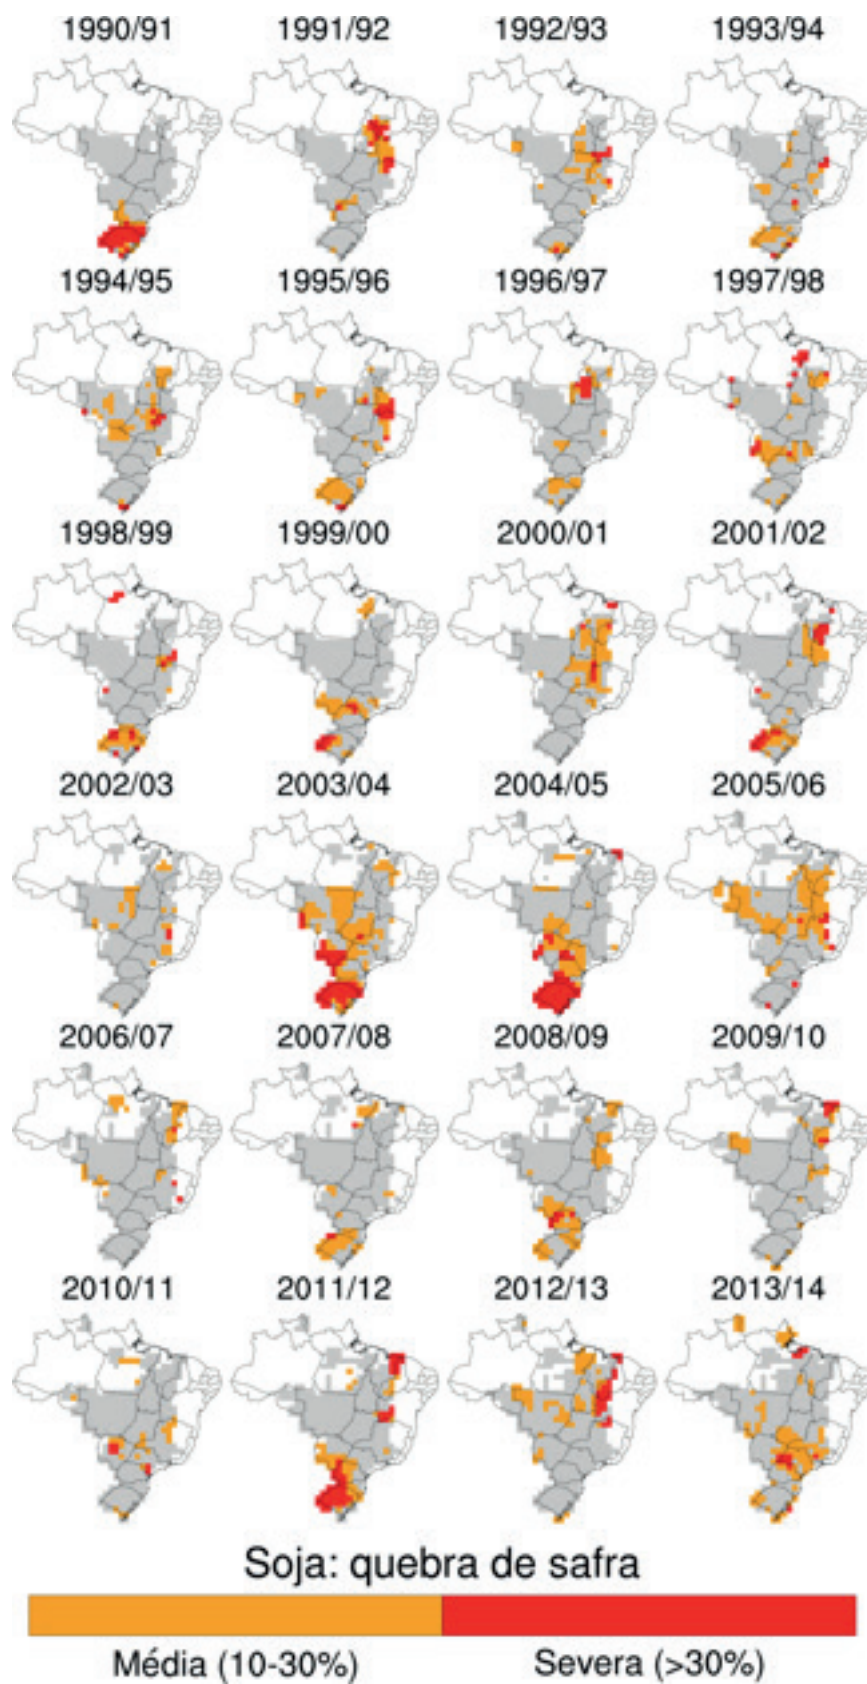 1990/91 1991/92 1992/93 1993/94
1994/95 1995/96 1996/97 1997/98
1998/99 1999/00 2000/01 2001/02
2002/03 2003/04 2004/05 2005/06
2006/07 2007/08 2008/09 2009/10
2010/11 2011/12 2012/13 2013/14
Soja: quebra de safra
Média (10-30%) Severa (>30%)